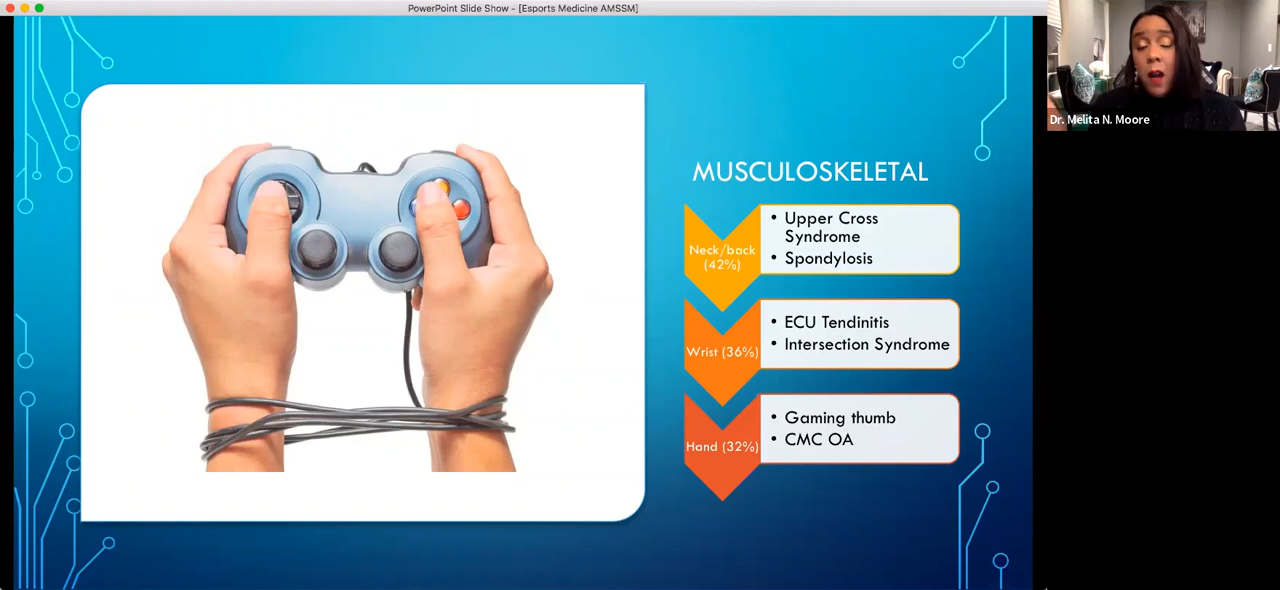 PowerPoint Slide Show - [Esports Medicine AMSSM]
Dr. Melita N. Moore
MUSCULOSKELETAL
Neck/back
(42%)
• Upper Cross
Syndrome
• Spondylosis
Wrist (36%)
• ECU Tendinitis
• Intersection Syndrome
Hand (32%)
• Gaming thumb
• CMC OA